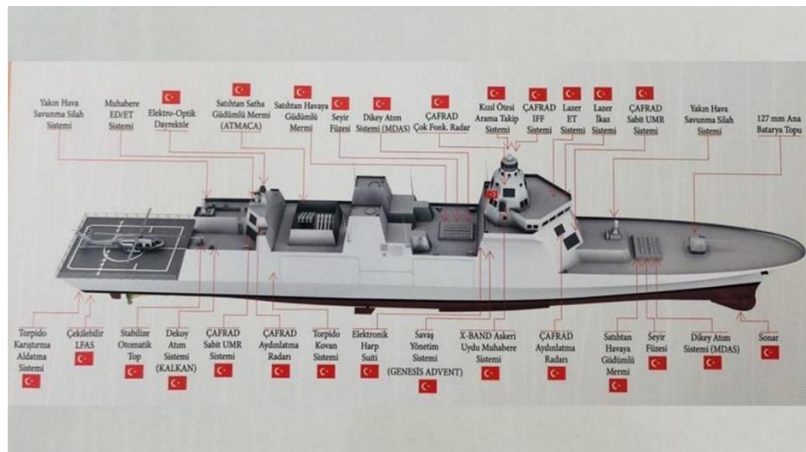 Yakın Hava
Savunma Silah
Sistemi
Muhabere
ED/ET
Sistemi
Elektro-Optik
Dayrektör
Satıhtan Satha
Güdümlü Mermi
(ATMACA)
Satıhtan Havaya
Güdümlü
Mermi
Seyir
Füzesi
Dikey Atım
Sistemi (MDAS)
ÇAFRAD
Çok Fonk. Radar
Kızıl Ötesi
Arama Takip
Sistemi
ÇAFRAD
IFF
Sistemi
Lazer
ET
Sistemi
Lazer
İkaz
Sistemi
ÇAFRAD
Sabit UMR
Sistemi
Yakın Hava
Savunma Silah
Sistemi
127 mm Ana
Batarya Topu
Torpido
Karıştırma
Aldatma
Sistemi
Çekilebilir
LFAS
Stabilize
Otomatik
Top
Dekoy
Atım
Sistemi
(KALKAN)
ÇAFRAD
Sabit UMR
Sistemi
ÇAFRAD
Aydınlatma
Radarı
Torpido
Kovan
Sistemi
Elektronik
Harp
Suiti
Savaş
Yönetim
Sistemi
(GENESİS ADVENT)
X-BAND Askeri
Uydu Muhabere
Sistemi
ÇAFRAD
Aydınlatma
Radarı
Satıhtan
Havaya
Güdümlü
Mermi
Seyir
Füzesi
Dikey Atım
Sistemi (MDAS)
Sonar